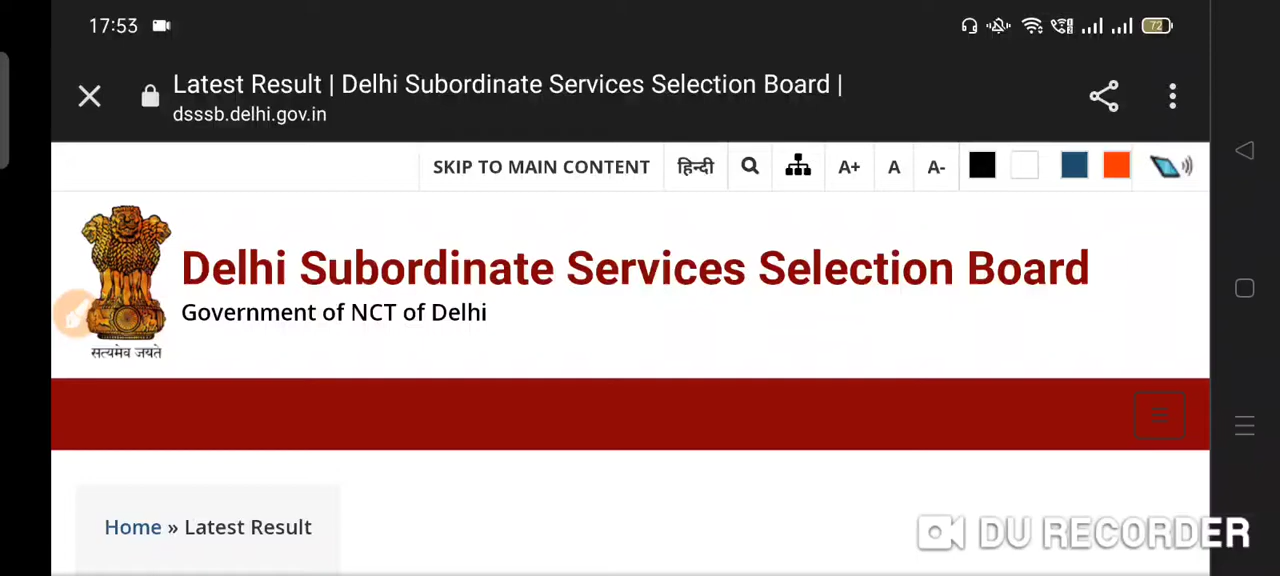 17:53
72
Latest Result | Delhi Subordinate Services Selection Board |
dsssb.delhi.gov.in
SKIP TO MAIN CONTENT हिन्दी A+ A A-
Delhi Subordinate Services Selection Board
Government of NCT of Delhi
सत्यमेव जयते
Home » Latest Result
DU RECORDER